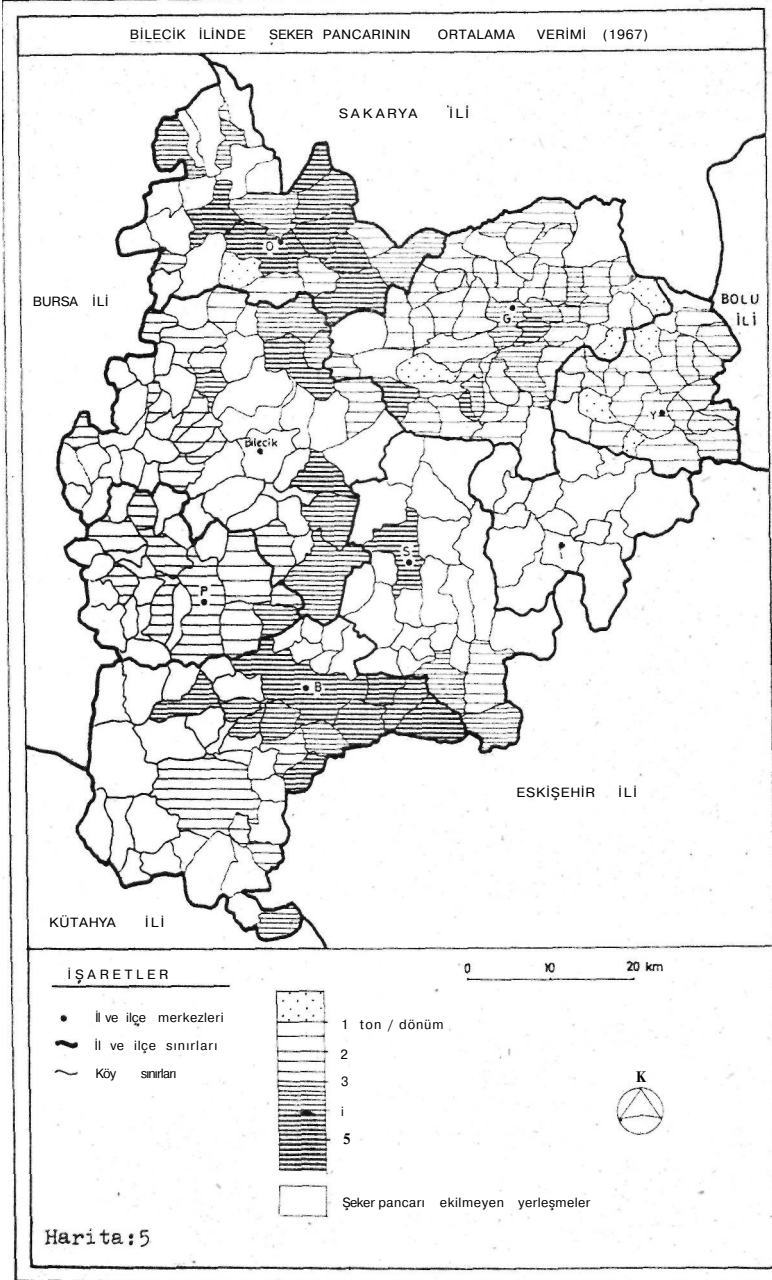 BİLECİK İLİNDE ŞEKER PANCARININ ORTALAMA VERİMİ (1967)
SAKARYA İLİ
BURSA İLİ
BOLU
İLİ
O
G
Y
Bilecik
S
İ
P
B
ESKİŞEHİR İLİ
KÜTAHYA İLİ
İŞARETLER
0 10 20 km
İl ve ilçe merkezleri
İl ve ilçe sınırları
Köy sınırları
1 ton / dönüm
2
3
i
5
K
Şeker pancarı ekilmeyen yerleşmeler
Harita:5